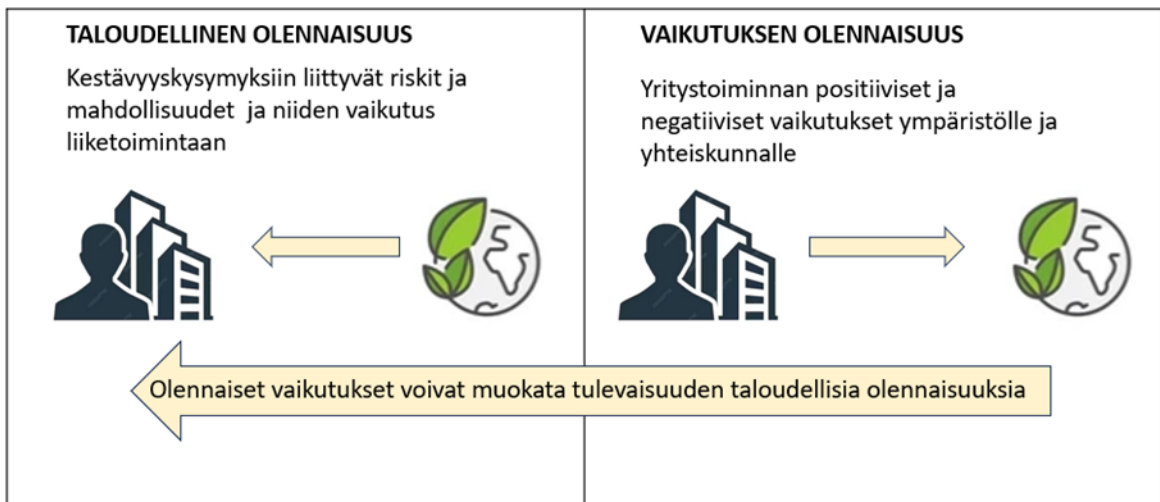 TALOUDELLINEN OLENNAISUUS
Kestävyyskysymyksiin liittyvät riskit ja
mahdollisuudet ja niiden vaikutus
liiketoimintaan
VAIKUTUKSEN OLENNAISUUS
Yritystoiminnan positiiviset ja
negatiiviset vaikutukset ympäristölle ja
yhteiskunnalle
Olennaiset vaikutukset voivat muokata tulevaisuuden taloudellisia olennaisuuksia